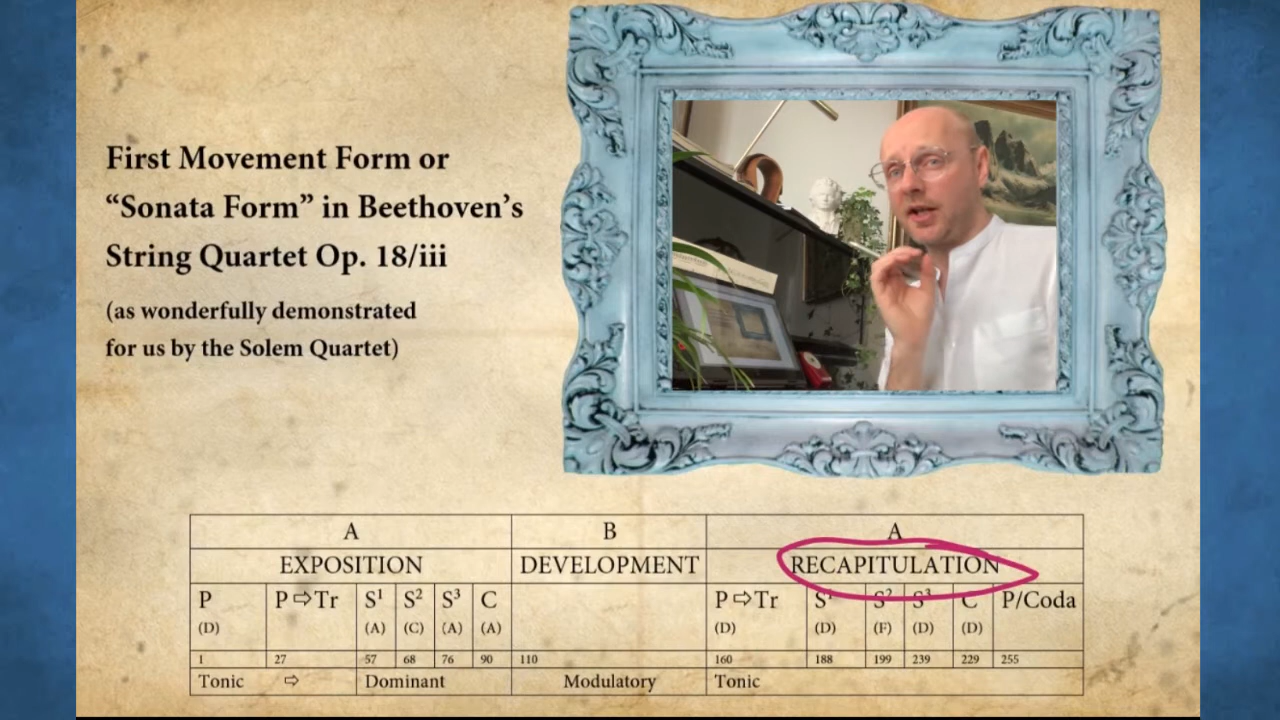 First Movement Form or
“Sonata Form” in Beethoven’s
String Quartet Op. 18/iii
(as wonderfully demonstrated
for us by the Solem Quartet)
A B A
EXPOSITION DEVELOPMENT RECAPITULATION
P P⇨Tr S¹ S² S³ C P⇨Tr S¹ S² S³ C P/Coda
(D) (A) (C) (A) (A) (D) (D) (F) (D) (D)
1 27 57 68 76 90 110 160 188 199 239 229 255
Tonic ⇨ Dominant Modulatory Tonic